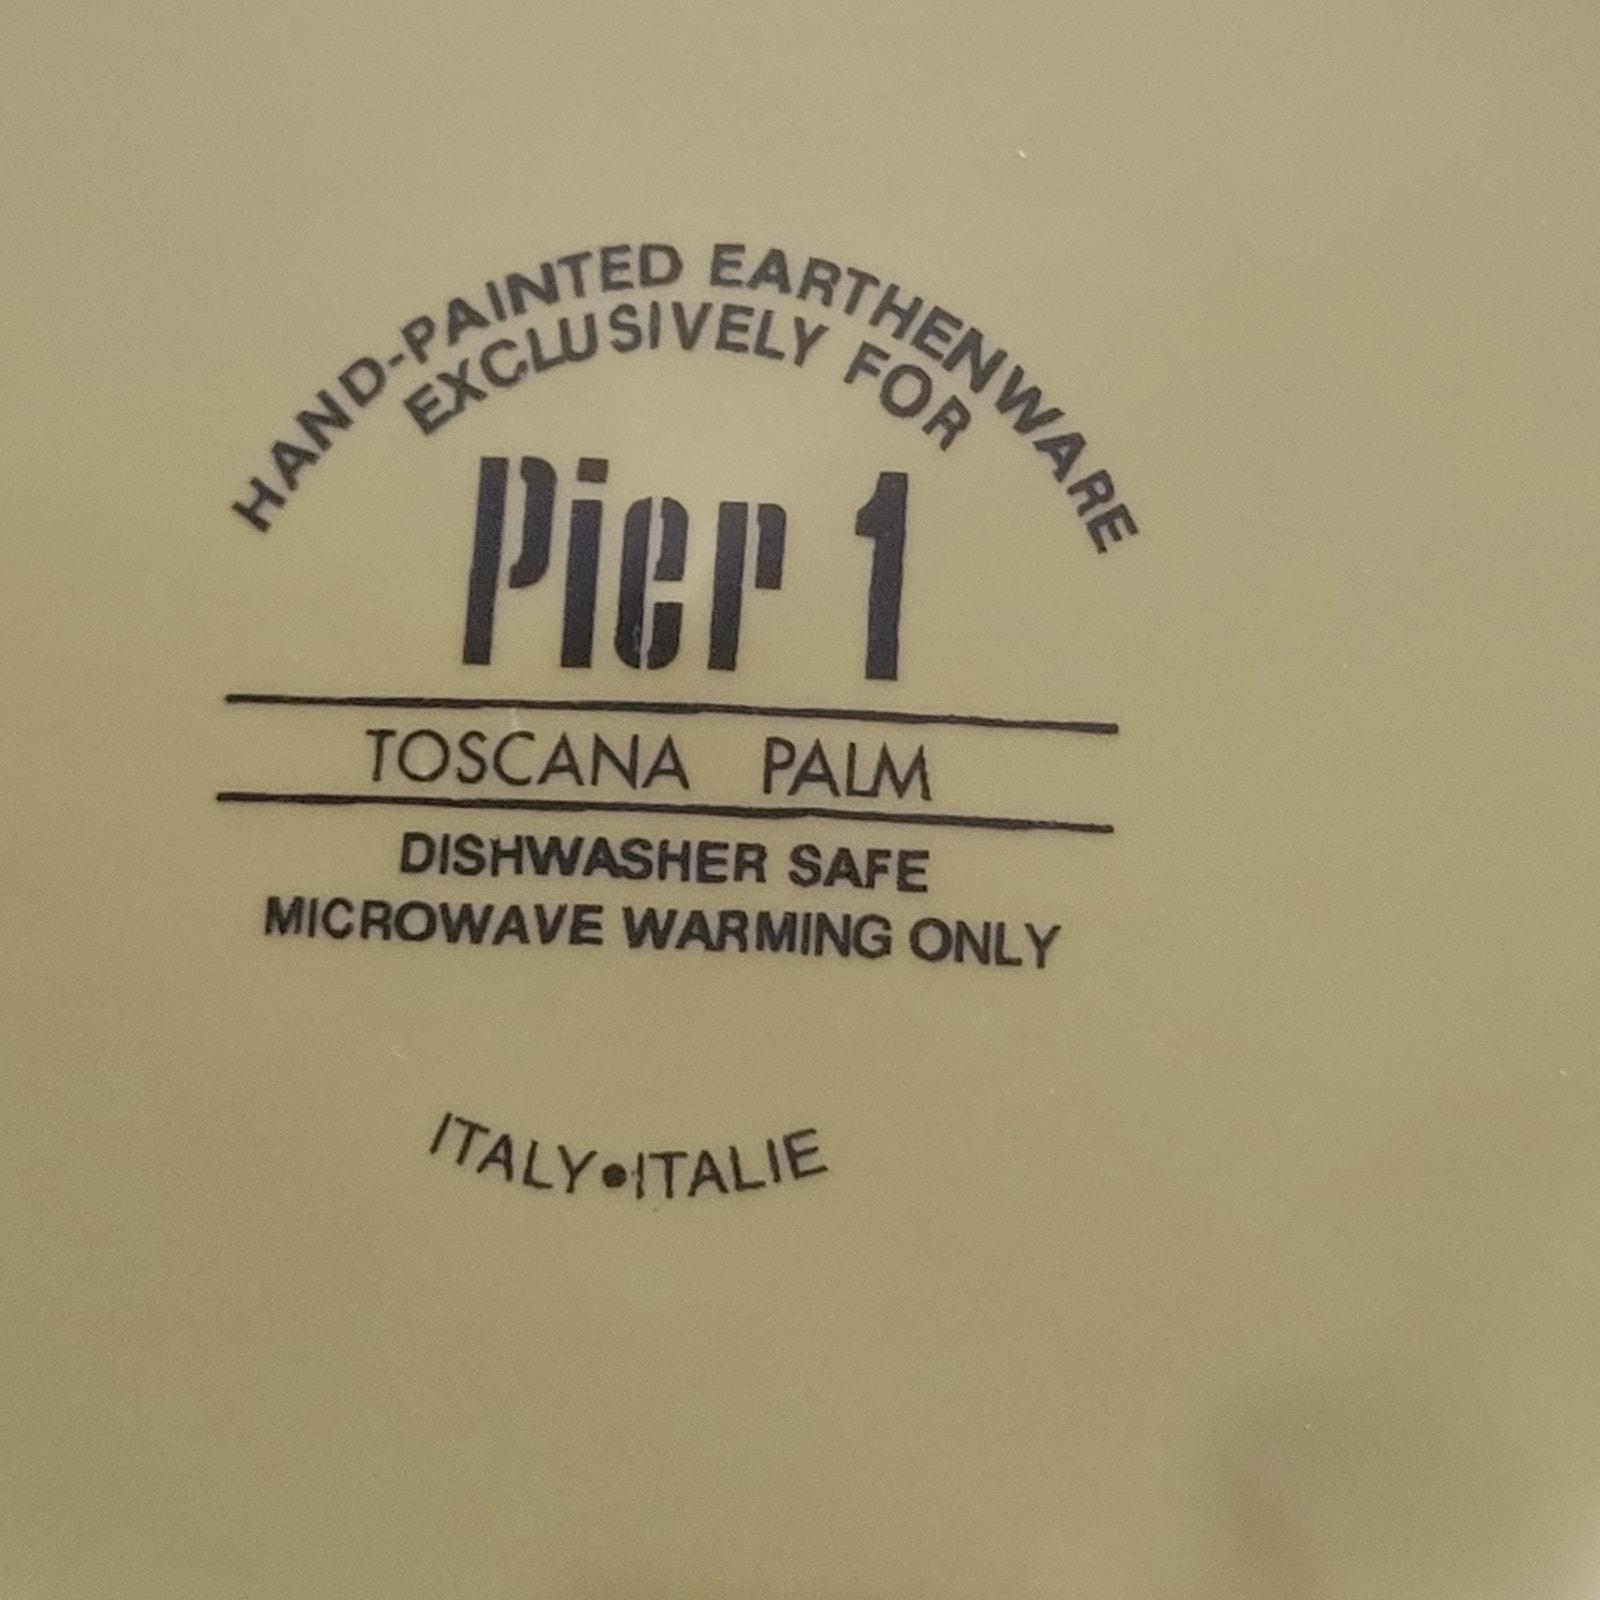 HAND-PAINTED EARTHENWARE
EXCLUSIVELY FOR
Pier 1
TOSCANA PALM
DISHWASHER SAFE
MICROWAVE WARMING ONLY
ITALY•ITALIE